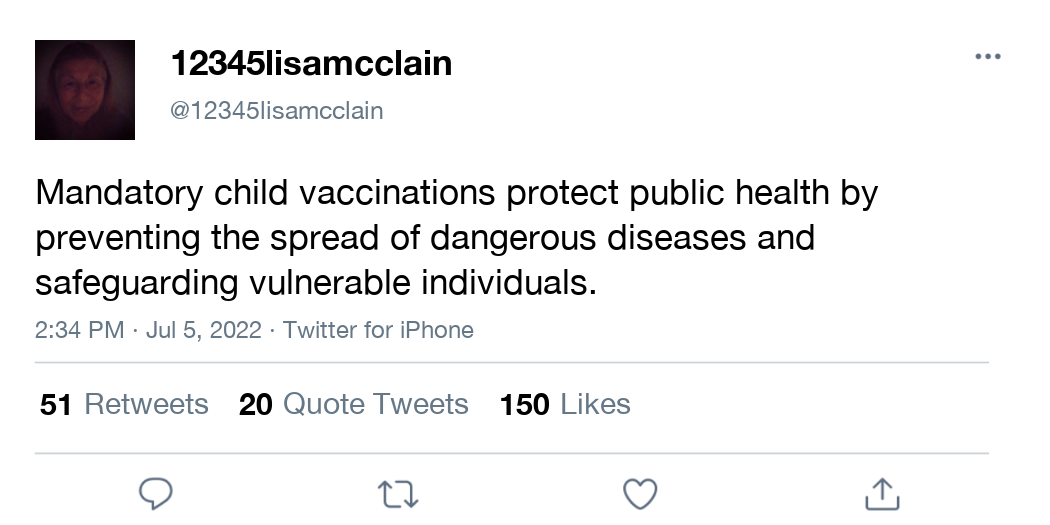 12345lisamcclain
@12345lisamcclain
Mandatory child vaccinations protect public health by
preventing the spread of dangerous diseases and
safeguarding vulnerable individuals.
2:34 PM · Jul 5, 2022 · Twitter for iPhone
51 Retweets 20 Quote Tweets 150 Likes